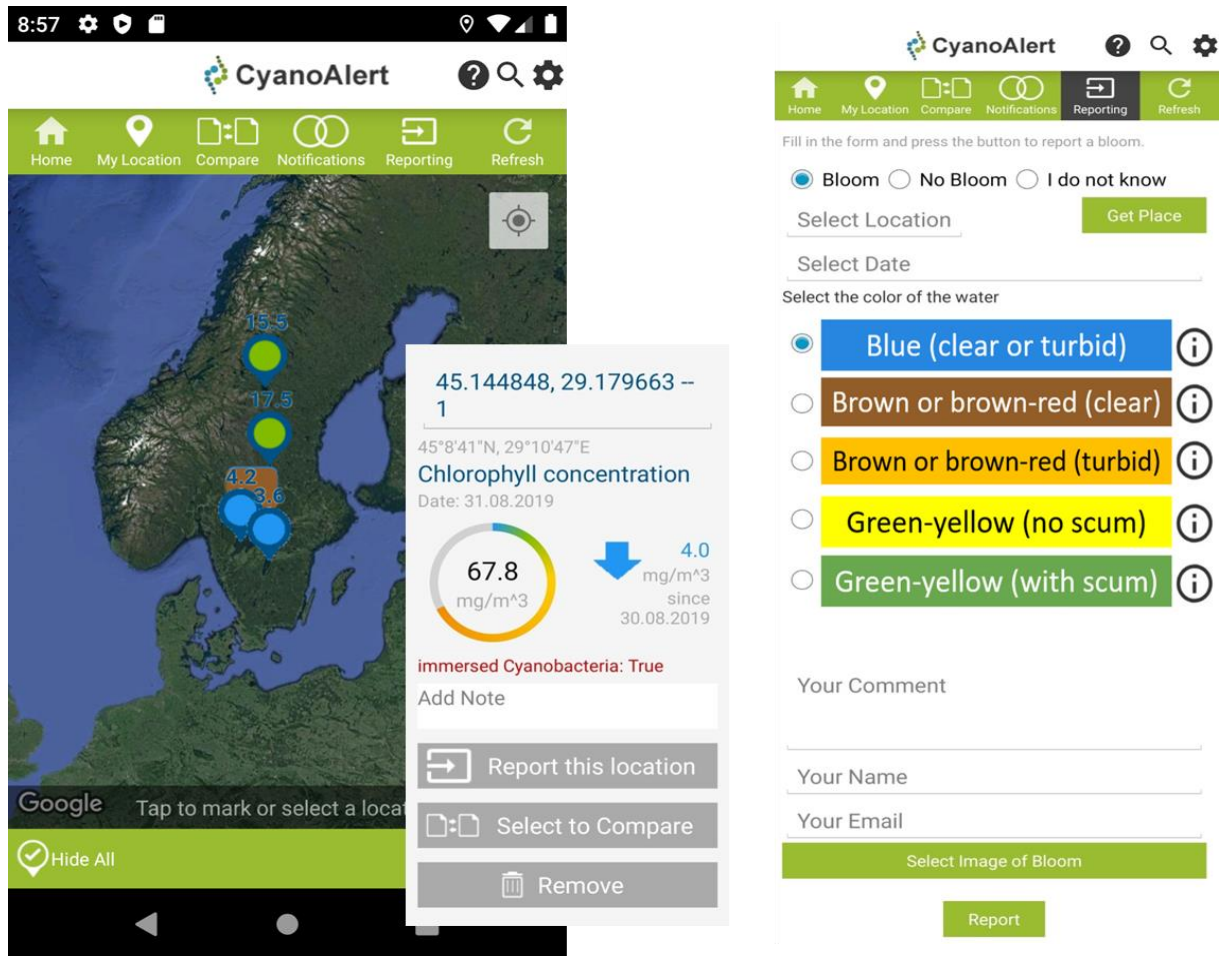 8:57
CyanoAlert
Home
My Location
Compare
Notifications
Reporting
Refresh
15.5
17.5
4.2
3.6
Google
Tap to mark or select a locat
Hide All
45.144848, 29.179663 --
1
45°8'41"N, 29°10'47"E
Chlorophyll concentration
Date: 31.08.2019
67.8
mg/m^3
4.0
mg/m^3
since
30.08.2019
immersed Cyanobacteria: True
Add Note
Report this location
Select to Compare
Remove
CyanoAlert
Home
My Location
Compare
Notifications
Reporting
Refresh
Fill in the form and press the button to report a bloom.
Bloom
No Bloom
I do not know
Select Location
Get Place
Select Date
Select the color of the water
Blue (clear or turbid)
Brown or brown-red (clear)
Brown or brown-red (turbid)
Green-yellow (no scum)
Green-yellow (with scum)
Your Comment
Your Name
Your Email
Select Image of Bloom
Report